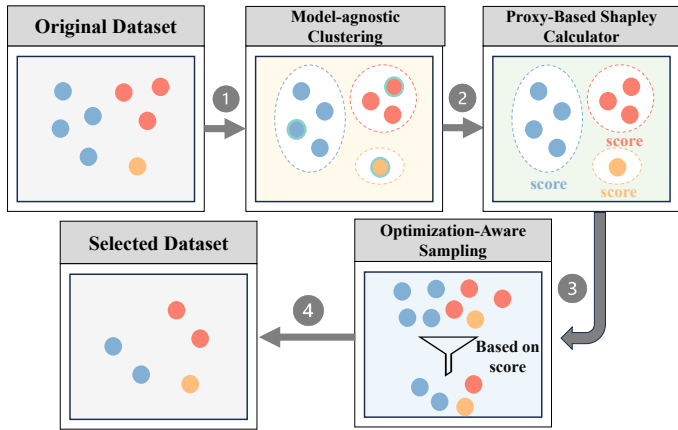 Original Dataset
1
Model-agnostic
Clustering
2
Proxy-Based Shapley
Calculator
score
score
score
3
Optimization-Aware
Sampling
Based on
score
4
Selected Dataset